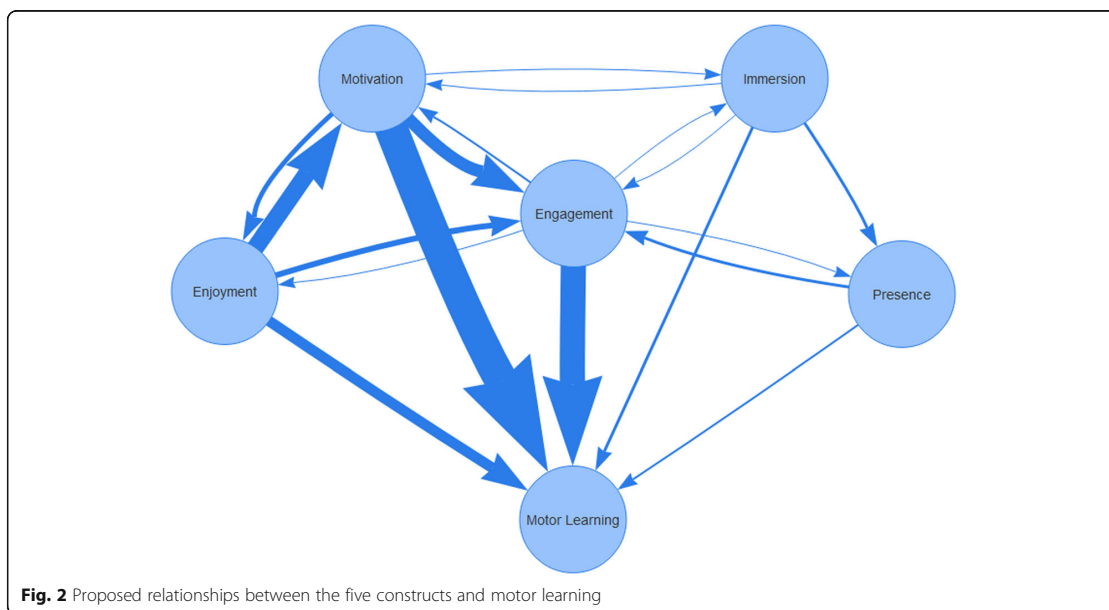 Motivation
Immersion
Engagement
Enjoyment
Presence
Motor Learning
Fig. 2 Proposed relationships between the five constructs and motor learning